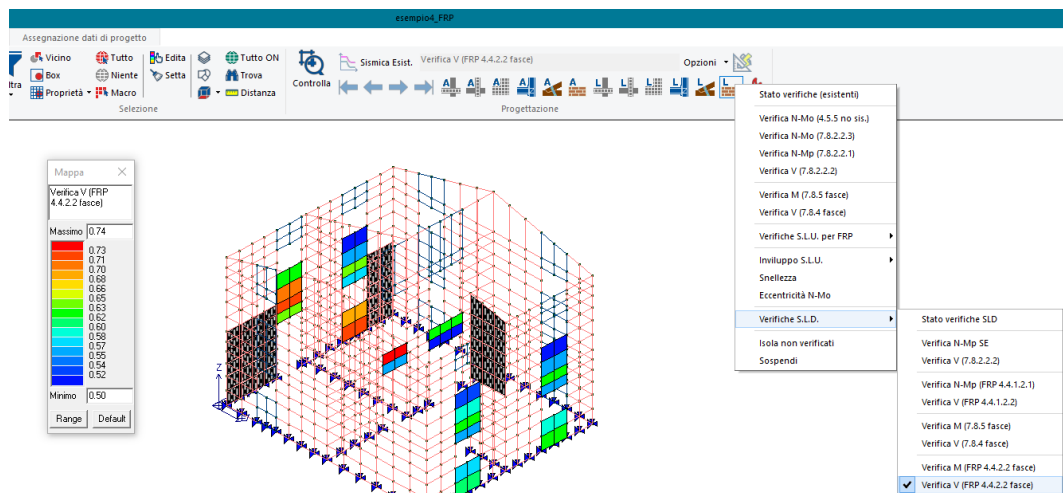 esempio4_FRP
Assegnazione dati di progetto
Vicino
Tutto
Edita
Tutto ON
Sismica Esist.
Verifica V (FRP 4.4.2.2 fasce)
Opzioni
Box
Niente
Setta
Trova
Controlla
Proprietà
Macro
Distanza
Selezione
Progettazione
Stato verifiche (esistenti)
Verifica N-Mo (4.5.5 no sis.)
Verifica N-Mo (7.8.2.2.3)
Verifica N-Mp (7.8.2.2.1)
Verifica V (7.8.2.2.2)
Verifica M (7.8.5 fasce)
Verifica V (7.8.4 fasce)
Verifiche S.L.U. per FRP
Inviluppo S.L.U.
Snellezza
Eccentricità N-Mo
Verifiche S.L.D.
Isola non verificati
Sospendi
Stato verifiche SLD
Verifica N-Mp SE
Verifica V (7.8.2.2.2)
Verifica N-Mp (FRP 4.4.1.2.1)
Verifica V (FRP 4.4.1.2.2)
Verifica M (7.8.5 fasce)
Verifica V (7.8.4 fasce)
Verifica M (FRP 4.4.2.2 fasce)
Verifica V (FRP 4.4.2.2 fasce)
Mappa
Verifica V (FRP
4.4.2.2 fasce)
Massimo 0.74
0.73
0.71
0.70
0.68
0.66
0.65
0.63
0.62
0.60
0.58
0.57
0.55
0.54
0.52
Minimo 0.50
Range
Default
Z